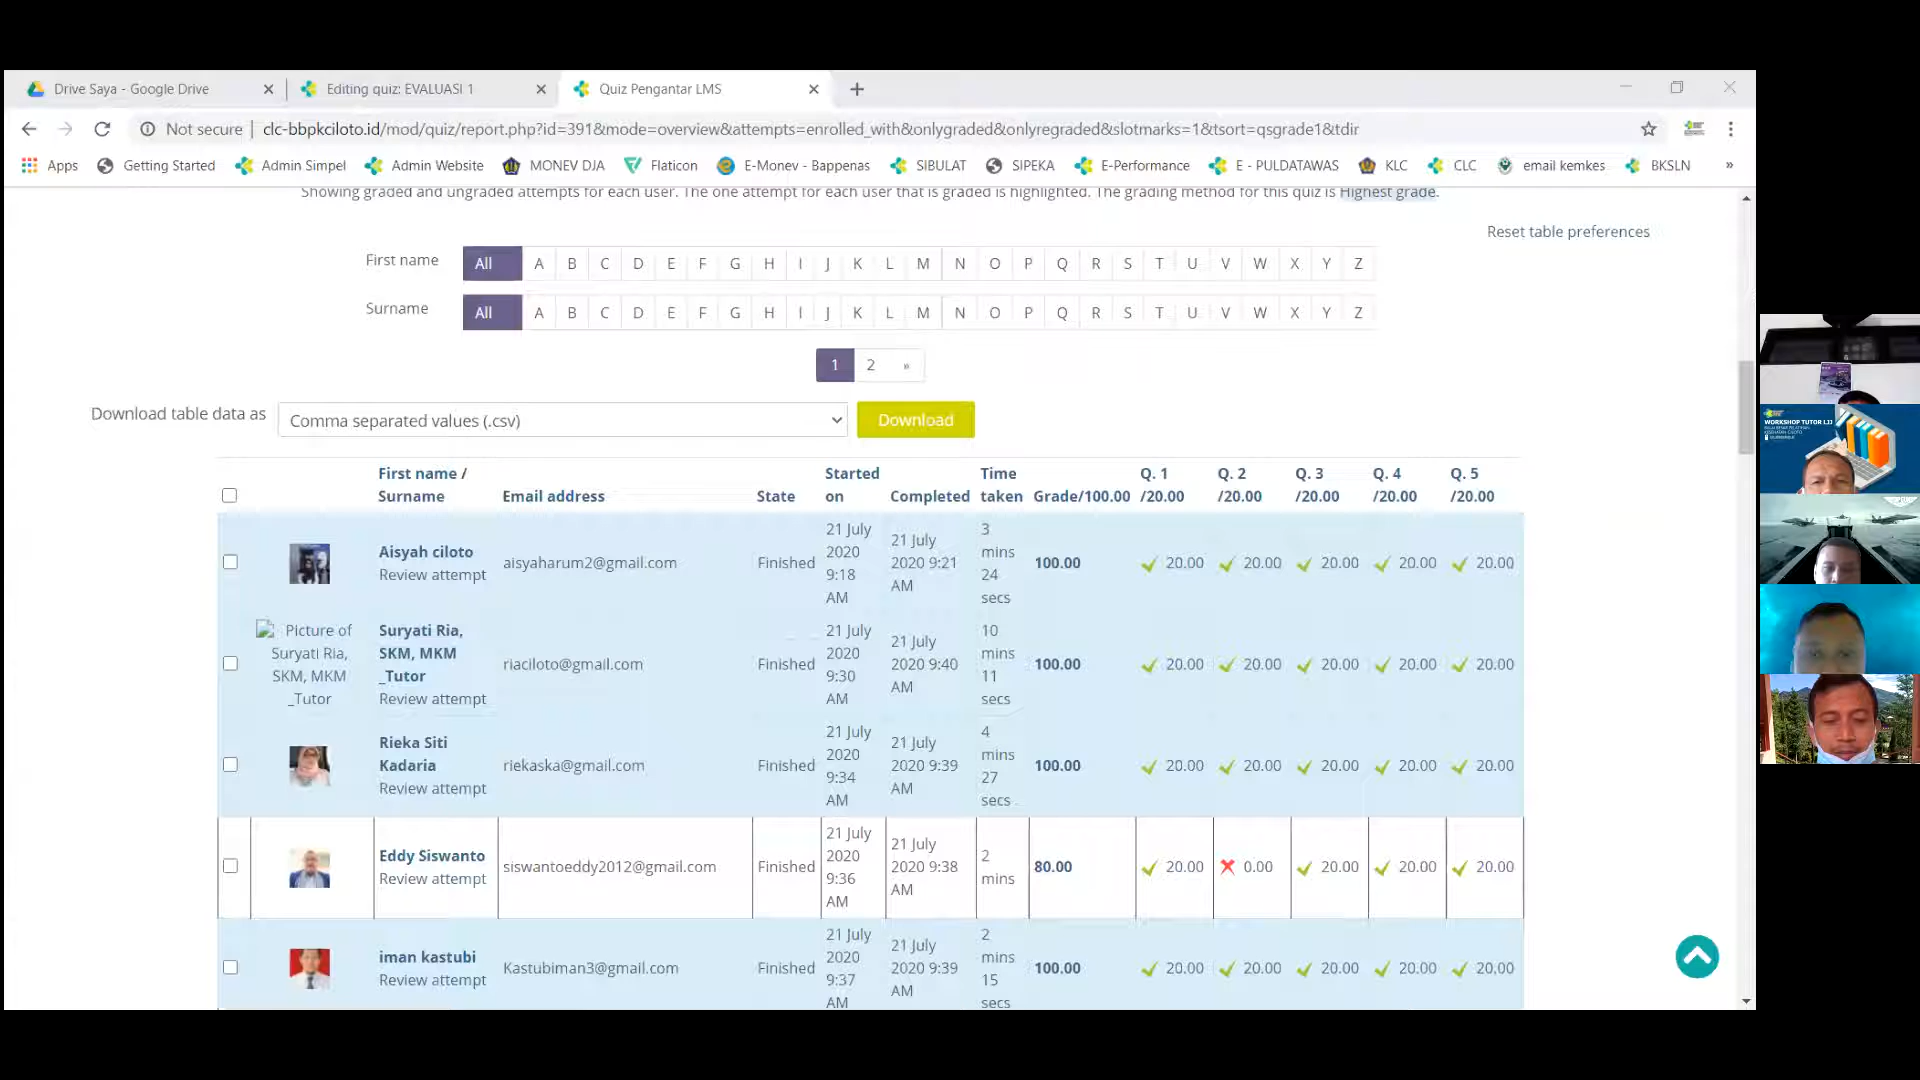 Drive Saya - Google Drive
Editing quiz: EVALUASI 1
Quiz Pengantar LMS
Not secure
clc-bbpkciloto.id/mod/quiz/report.php?id=391&mode=overview&attempts=enrolled_with&onlygraded&onlyregraded&slotmarks=1&tsort=qsgrade1&tdir
Apps
Getting Started
Admin Simpel
Admin Website
MONEV DJA
Flaticon
E-Monev - Bappenas
SIBULAT
SIPEKA
E-Performance
E - PULDATAWAS
KLC
CLC
email kemkes
BKSLN
»
Showing graded and ungraded attempts for each user. The one attempt for each user that is graded is highlighted. The grading method for this quiz is Highest grade.
Reset table preferences
First name All A B C D E F G H I J K L M N O P Q R S T U V W X Y Z
Surname All A B C D E F G H I J K L M N O P Q R S T U V W X Y Z
1 2 »
Download table data as Comma separated values (.csv) Download
First name / Surname Email address State Started on Completed Time taken Grade/100.00 Q. 1 /20.00 Q. 2 /20.00 Q. 3 /20.00 Q. 4 /20.00 Q. 5 /20.00
Aisyah ciloto Review attempt aisyaharum2@gmail.com Finished 21 July 2020 9:18 AM 21 July 2020 9:21 AM 3 mins 24 secs 100.00 20.00 20.00 20.00 20.00 20.00
Picture of Suryati Ria, SKM, MKM _Tutor Suryati Ria, SKM, MKM _Tutor Review attempt riaciloto@gmail.com Finished 21 July 2020 9:30 AM 21 July 2020 9:40 AM 10 mins 11 secs 100.00 20.00 20.00 20.00 20.00 20.00
Rieka Siti Kadaria Review attempt riekaska@gmail.com Finished 21 July 2020 9:34 AM 21 July 2020 9:39 AM 4 mins 27 secs 100.00 20.00 20.00 20.00 20.00 20.00
Eddy Siswanto Review attempt siswantoeddy2012@gmail.com Finished 21 July 2020 9:36 AM 21 July 2020 9:38 AM 2 mins 80.00 20.00 0.00 20.00 20.00 20.00
iman kastubi Review attempt Kastubiman3@gmail.com Finished 21 July 2020 9:37 AM 21 July 2020 9:39 AM 2 mins 15 secs 100.00 20.00 20.00 20.00 20.00 20.00
WORKSHOP TUTOR LJJ